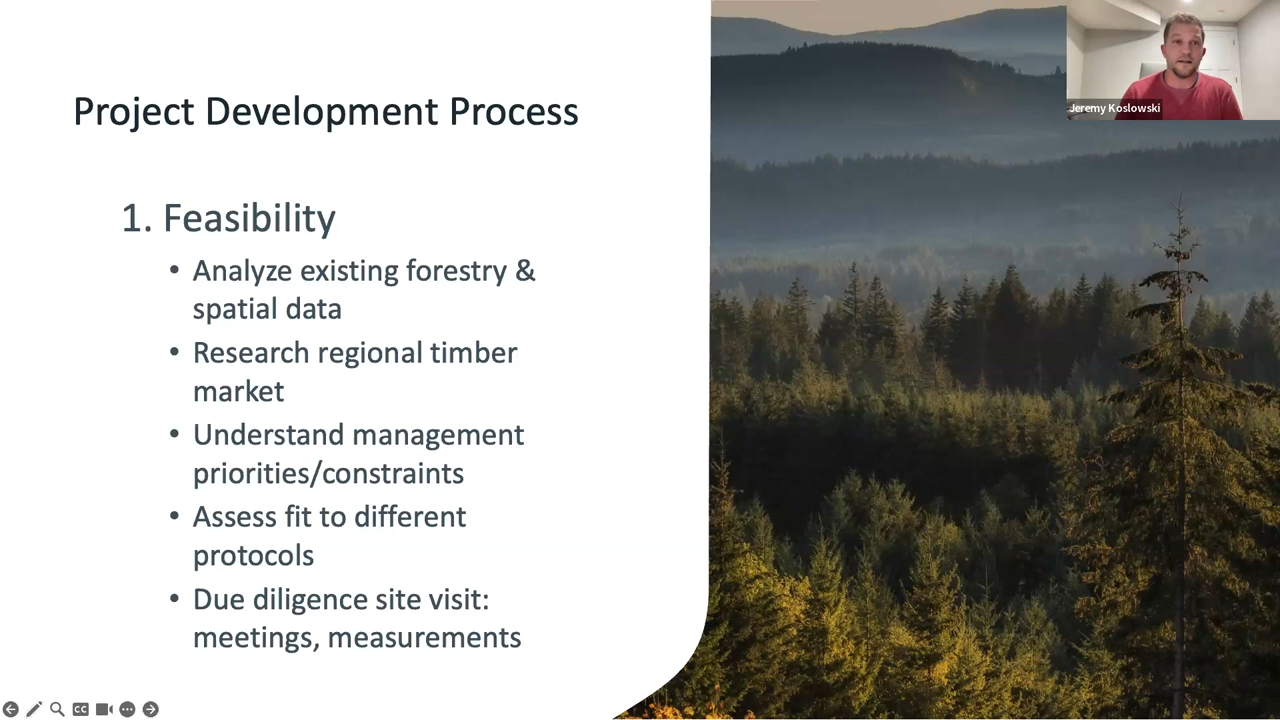 Project Development Process
1. Feasibility
• Analyze existing forestry &
spatial data
• Research regional timber
market
• Understand management
priorities/constraints
• Assess fit to different
protocols
• Due diligence site visit:
meetings, measurements
Jeremy Koslowski
CC